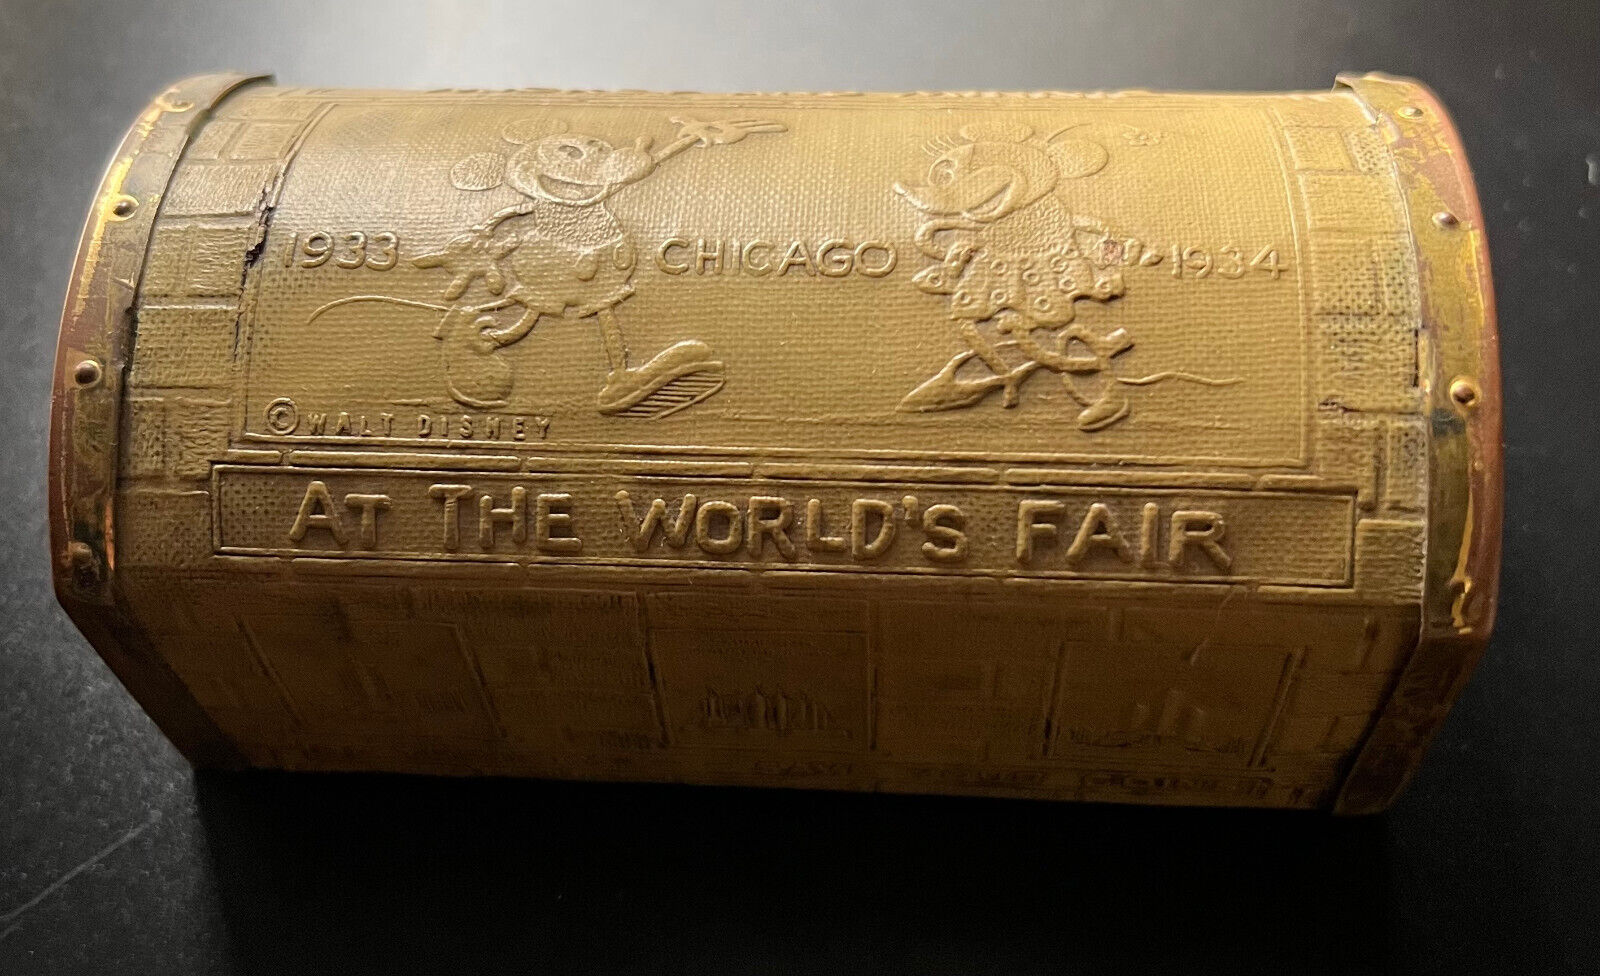 1933 CHICAGO 1934
© WALT DISNEY
AT THE WORLD'S FAIR